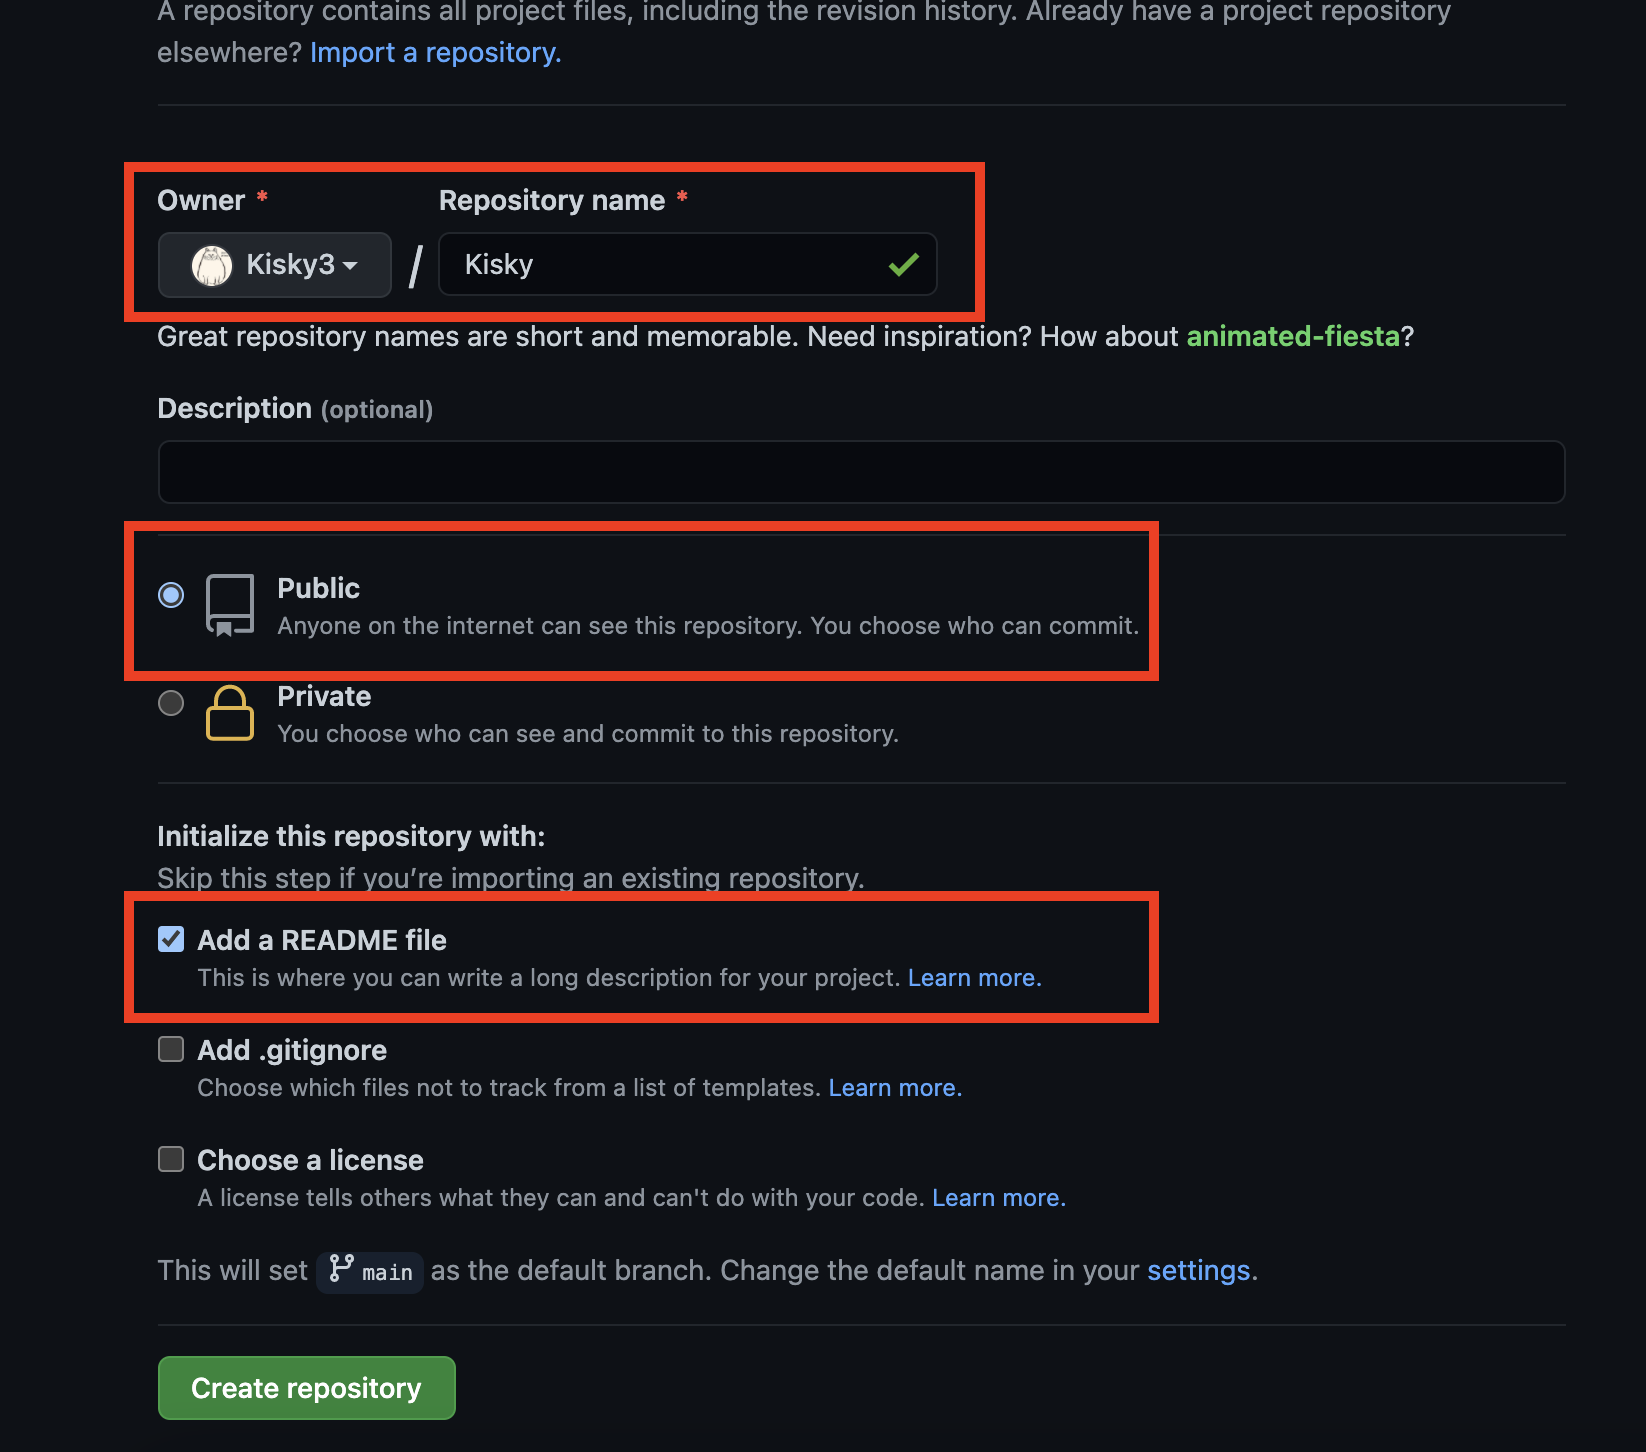 A repository contains all project files, including the revision history. Already have a project repository
elsewhere? Import a repository.
Owner * Repository name *
Kisky3 / Kisky
Great repository names are short and memorable. Need inspiration? How about animated-fiesta?
Description (optional)
Public
Anyone on the internet can see this repository. You choose who can commit.
Private
You choose who can see and commit to this repository.
Initialize this repository with:
Skip this step if you’re importing an existing repository.
Add a README file
This is where you can write a long description for your project. Learn more.
Add .gitignore
Choose which files not to track from a list of templates. Learn more.
Choose a license
A license tells others what they can and can't do with your code. Learn more.
This will set main as the default branch. Change the default name in your settings.
Create repository